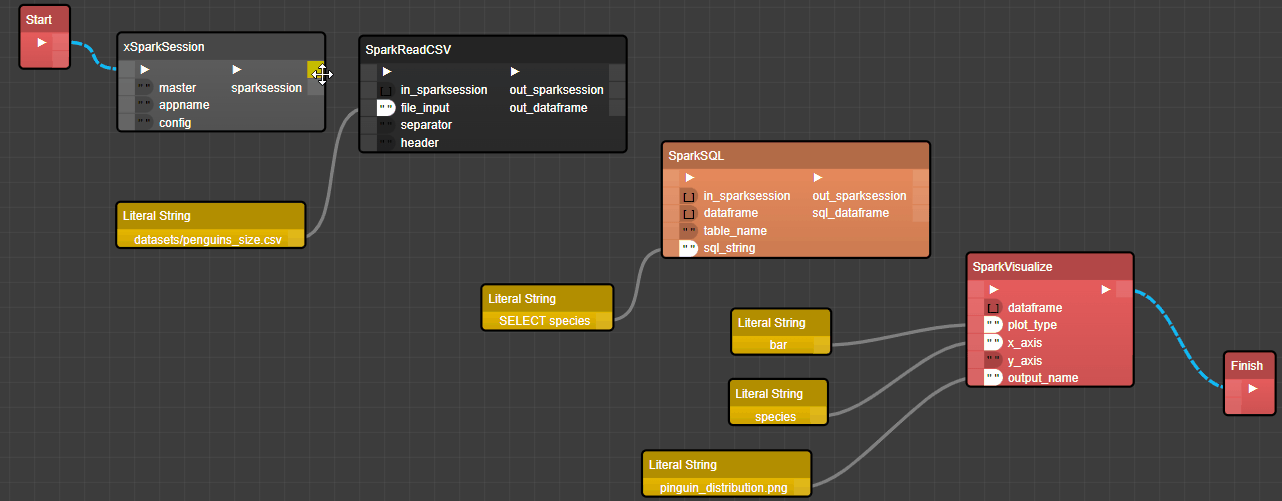 Start
xSparkSession
master sparksession
appname
config
SparkReadCSV
in_sparksession out_sparksession
file_input out_dataframe
separator
header
Literal String
datasets/penguins_size.csv
SparkSQL
in_sparksession out_sparksession
dataframe sql_dataframe
table_name
sql_string
Literal String
SELECT species
SparkVisualize
dataframe
plot_type
x_axis
y_axis
output_name
Literal String
bar
Literal String
species
Literal String
pinguin_distribution.png
Finish